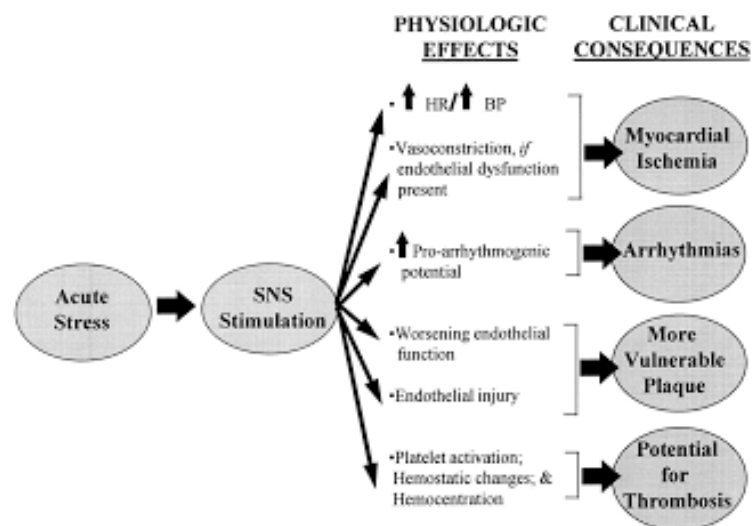 PHYSIOLOGIC
EFFECTS
CLINICAL
CONSEQUENCES
• HR/ BP
•Vasoconstriction, if
endothelial dysfunction
present
Myocardial
Ischemia
• Pro-arrhythmogenic
potential
Arrhythmias
Acute
Stress
SNS
Stimulation
•Worsening endothelial
function
•Endothelial injury
More
Vulnerable
Plaque
•Platelet activation;
Hemostatic changes; &
Hemocentration
Potential
for
Thrombosis